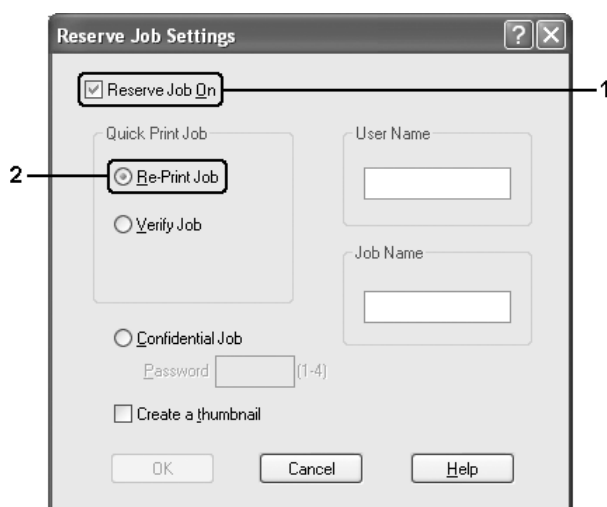 Reserve Job Settings
Reserve Job On
1
Quick Print Job
User Name
2
Re-Print Job
Verify Job
Job Name
Confidential Job
Password
(1-4)
Create a thumbnail
OK
Cancel
Help